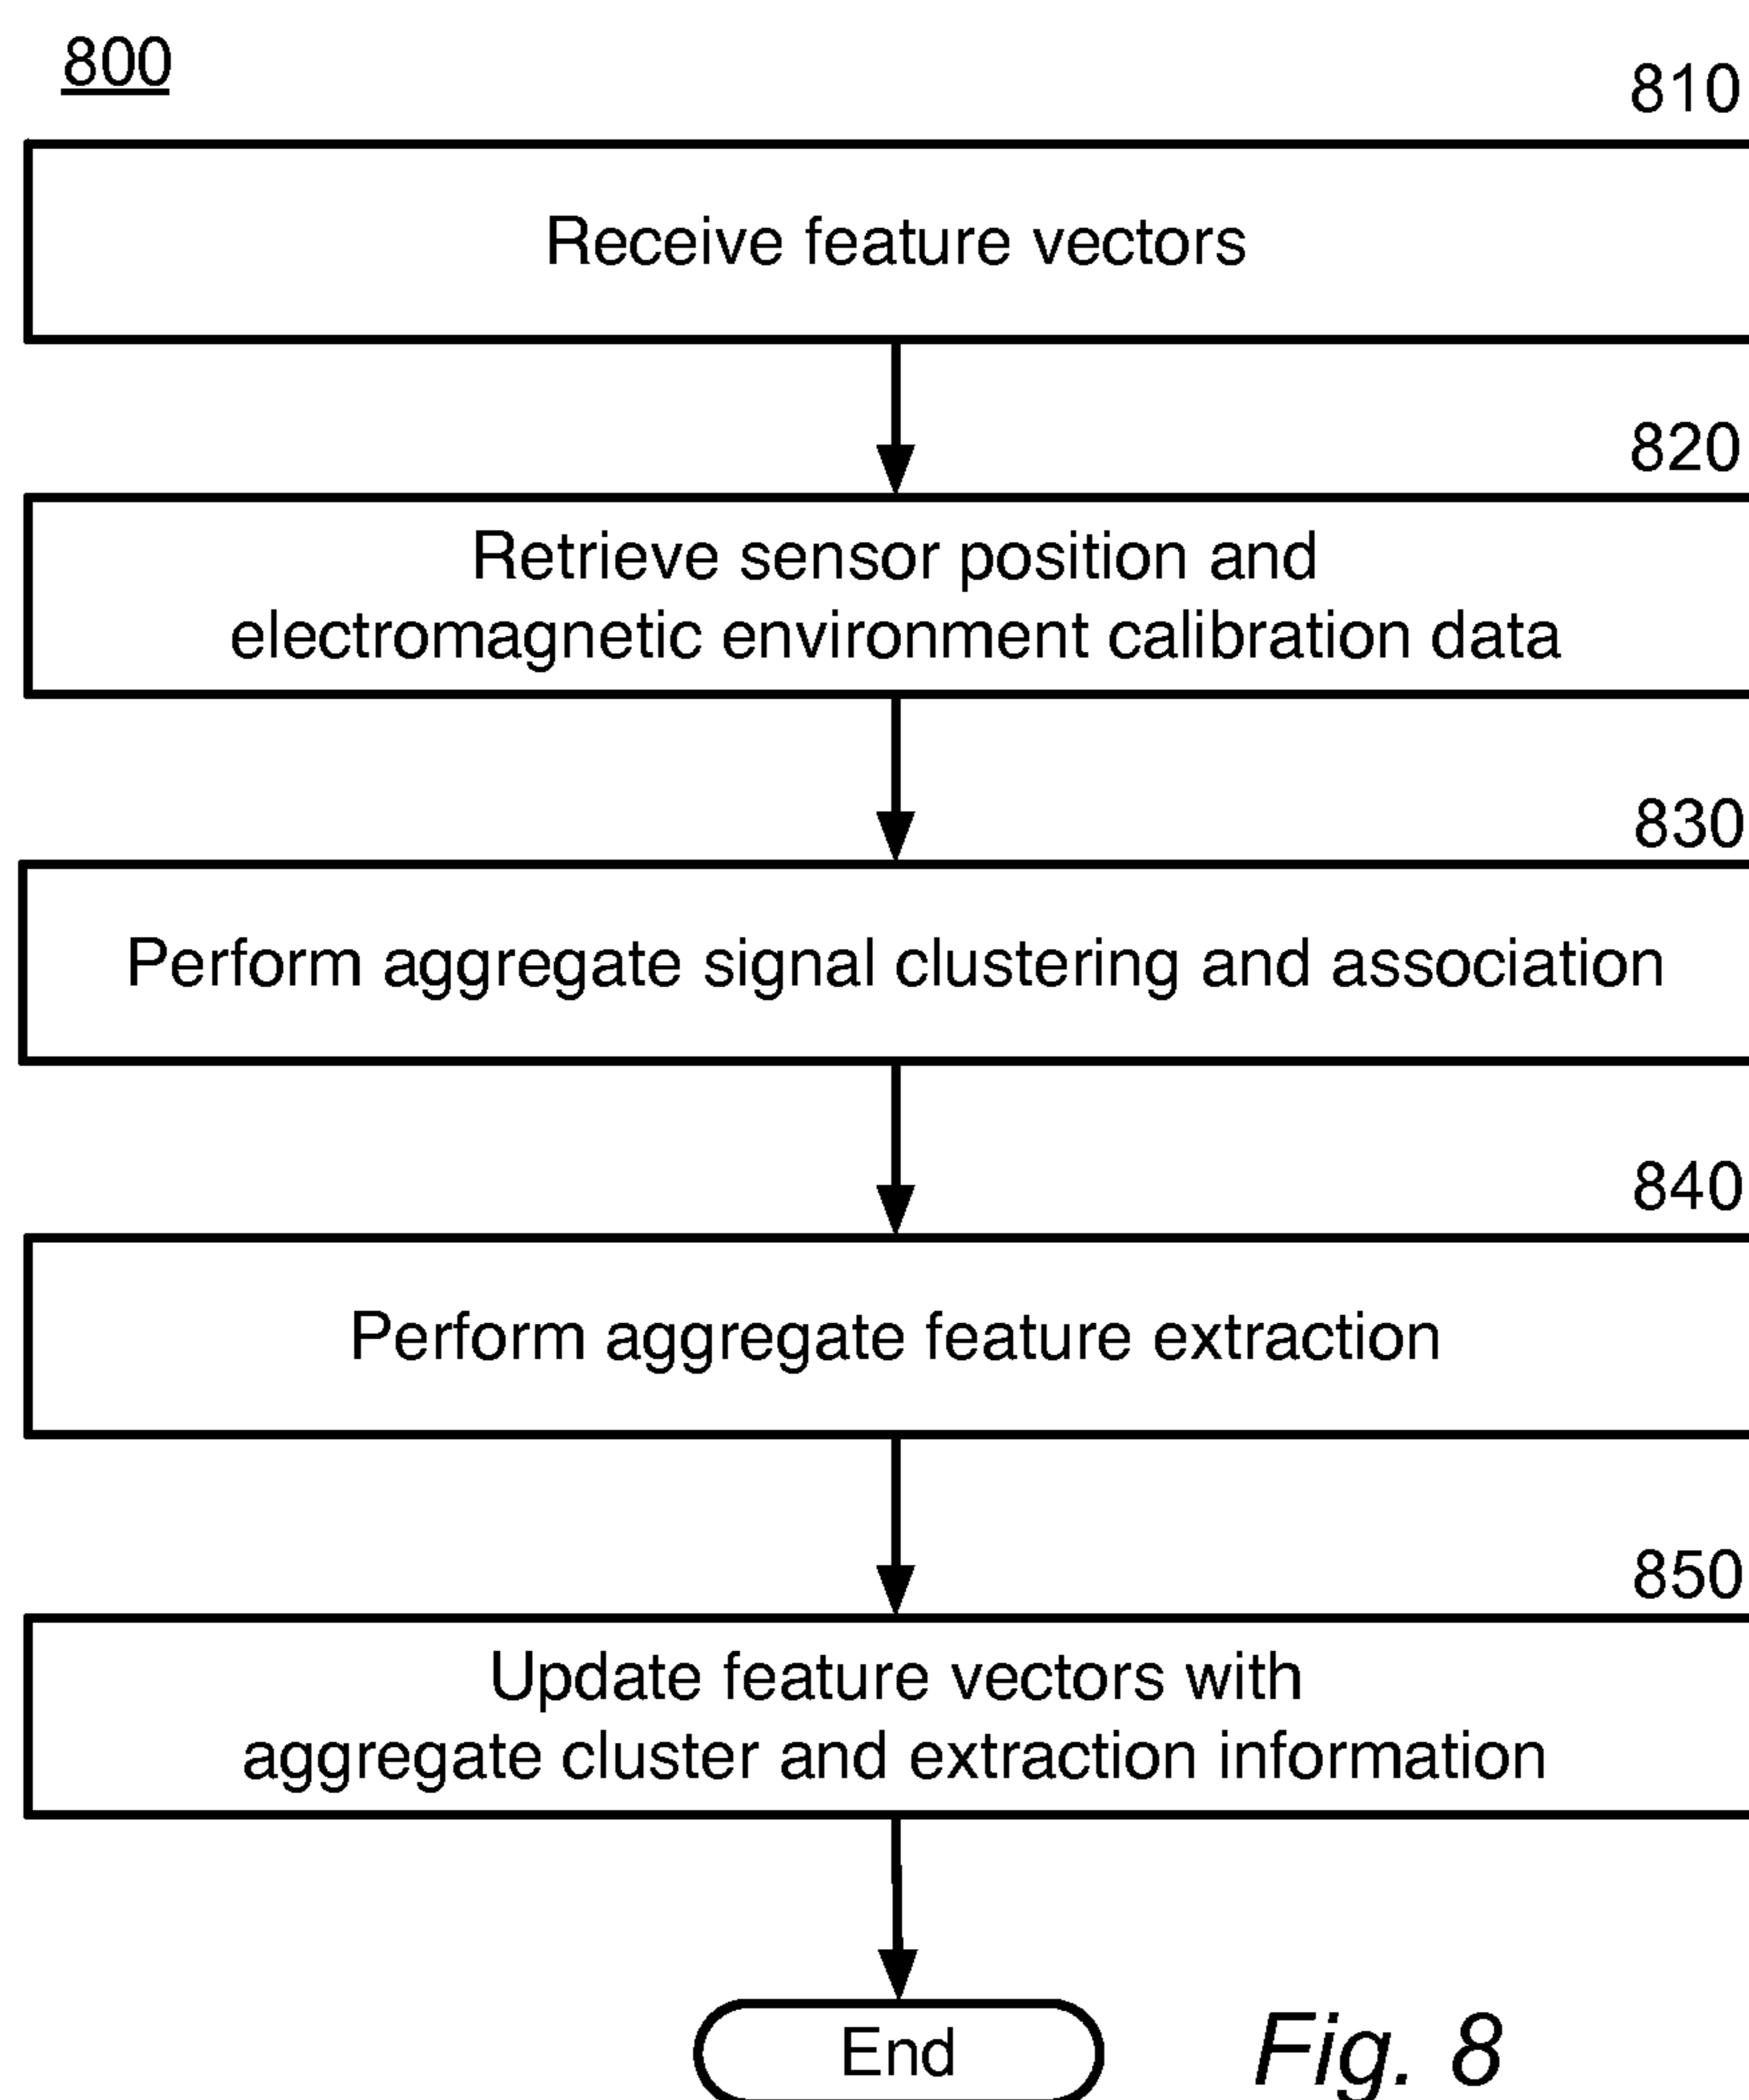 800
810
Receive feature vectors
820
Retrieve sensor position and
electromagnetic environment calibration data
830
Perform aggregate signal clustering and association
840
Perform aggregate feature extraction
850
Update feature vectors with
aggregate cluster and extraction information
End
Fig. 8